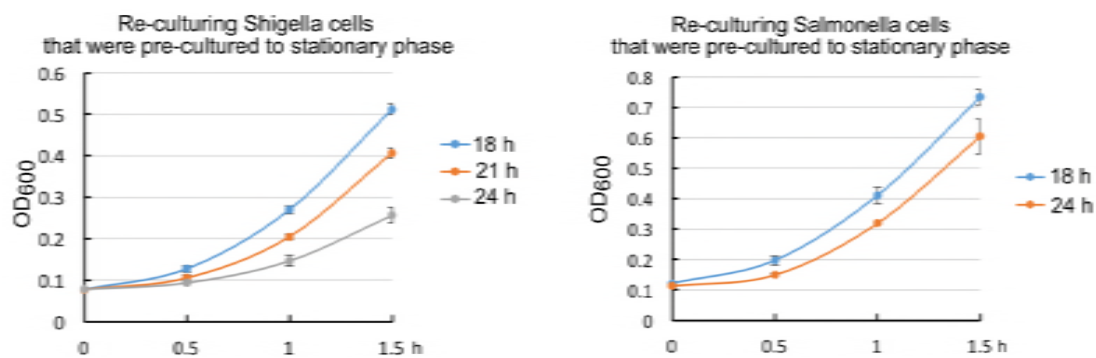 Re-culturing Shigella cells
that were pre-cultured to stationary phase
0.6
0.5
0.4
0.3
0.2
0.1
0
OD600
0
0.5
1
1.5 h
18 h
21 h
24 h
Re-culturing Salmonella cells
that were pre-cultured to stationary phase
0.8
0.7
0.6
0.5
0.4
0.3
0.2
0.1
0
OD600
0
0.5
1
1.5 h
18 h
24 h